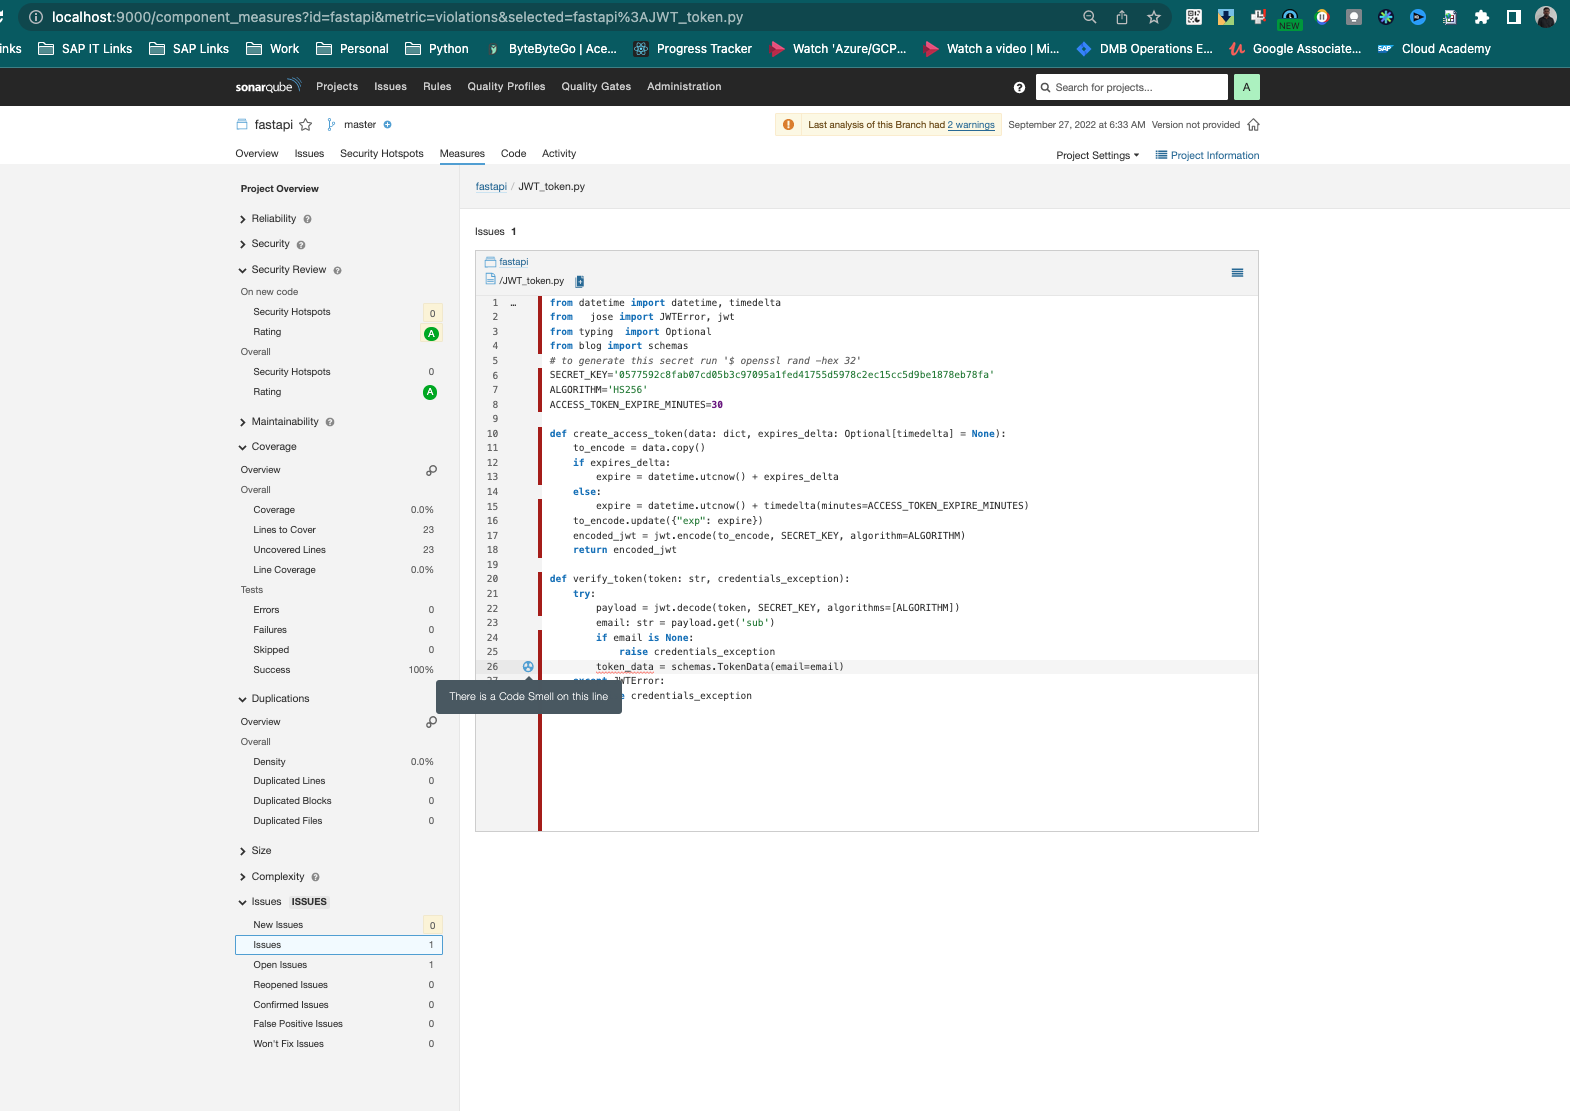 localhost:9000/component_measures?id=fastapi&metric=violations&selected=fastapi%3AJWT_token.py
NEW
inks
SAP IT Links
SAP Links
Work
Personal
Python
ByteByteGo | Ace...
Progress Tracker
Watch 'Azure/GCP...
Watch a video | Mi...
DMB Operations E...
Google Associate...
SAP
Cloud Academy
sonarqube
Projects
Issues
Rules
Quality Profiles
Quality Gates
Administration
Search for projects...
A
fastapi
master
Last analysis of this Branch had 2 warnings
September 27, 2022 at 6:33 AM
Version not provided
Overview
Issues
Security Hotspots
Measures
Code
Activity
Project Settings
Project Information
Project Overview
Reliability
Security
Security Review
On new code
Security Hotspots 0
Rating A
Overall
Security Hotspots 0
Rating A
Maintainability
Coverage
Overview
Overall
Coverage 0.0%
Lines to Cover 23
Uncovered Lines 23
Line Coverage 0.0%
Tests
Errors 0
Failures 0
Skipped 0
Success 100%
Duplications
Overview
Overall
Density 0.0%
Duplicated Lines 0
Duplicated Blocks 0
Duplicated Files 0
Size
Complexity
Issues ISSUES
New Issues 0
Issues 1
Open Issues 1
Reopened Issues 0
Confirmed Issues 0
False Positive Issues 0
Won't Fix Issues 0
fastapi / JWT_token.py
Issues 1
fastapi
/JWT_token.py
1 … from datetime import datetime, timedelta
2 from   jose import JWTError, jwt
3 from typing  import Optional
4 from blog import schemas
5 # to generate this secret run '$ openssl rand -hex 32'
6 SECRET_KEY='0577592c8fab07cd05b3c97095a1fed41755d5978c2ec15cc5d9be1878eb78fa'
7 ALGORITHM='HS256'
8 ACCESS_TOKEN_EXPIRE_MINUTES=30
9
10 def create_access_token(data: dict, expires_delta: Optional[timedelta] = None):
11     to_encode = data.copy()
12     if expires_delta:
13         expire = datetime.utcnow() + expires_delta
14     else:
15         expire = datetime.utcnow() + timedelta(minutes=ACCESS_TOKEN_EXPIRE_MINUTES)
16     to_encode.update({"exp": expire})
17     encoded_jwt = jwt.encode(to_encode, SECRET_KEY, algorithm=ALGORITHM)
18     return encoded_jwt
19
20 def verify_token(token: str, credentials_exception):
21     try:
22         payload = jwt.decode(token, SECRET_KEY, algorithms=[ALGORITHM])
23         email: str = payload.get('sub')
24         if email is None:
25             raise credentials_exception
26         token_data = schemas.TokenData(email=email)
JWTError:
credentials_exception
There is a Code Smell on this line